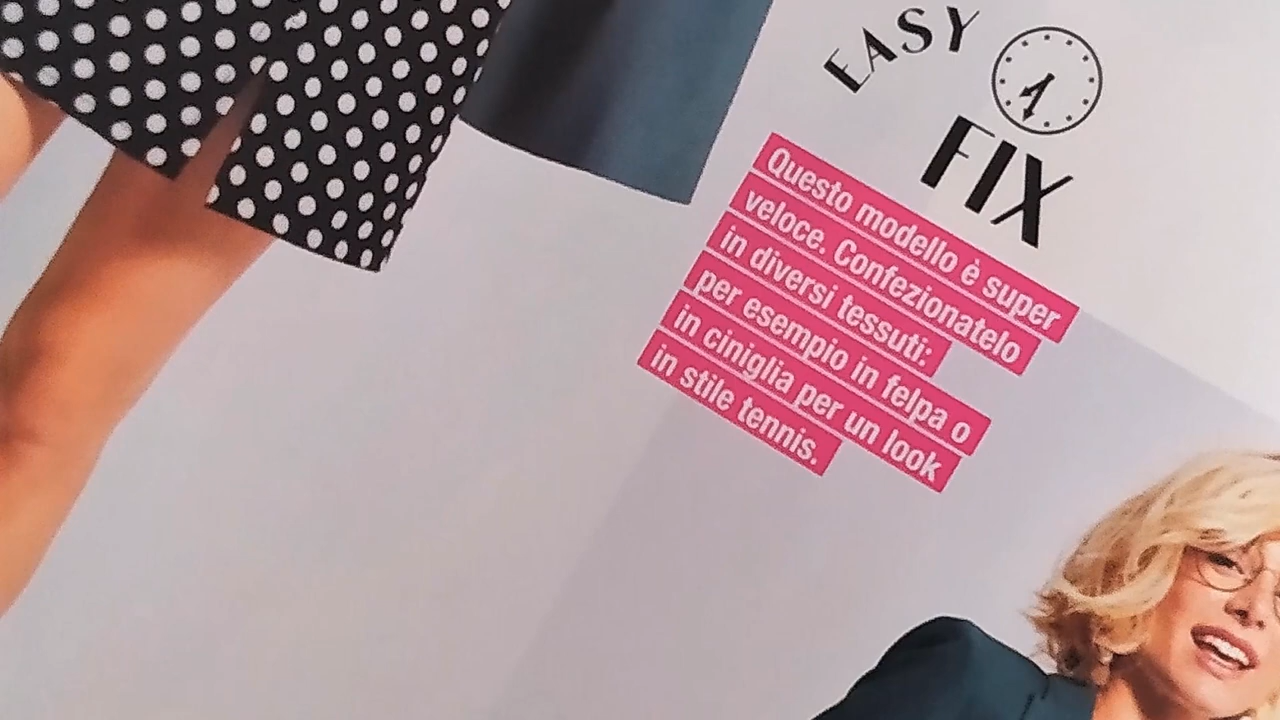 EASY
FIX
Questo modello è super
veloce. Confezionatelo
in diversi tessuti:
per esempio in felpa o
in ciniglia per un look
in stile tennis.